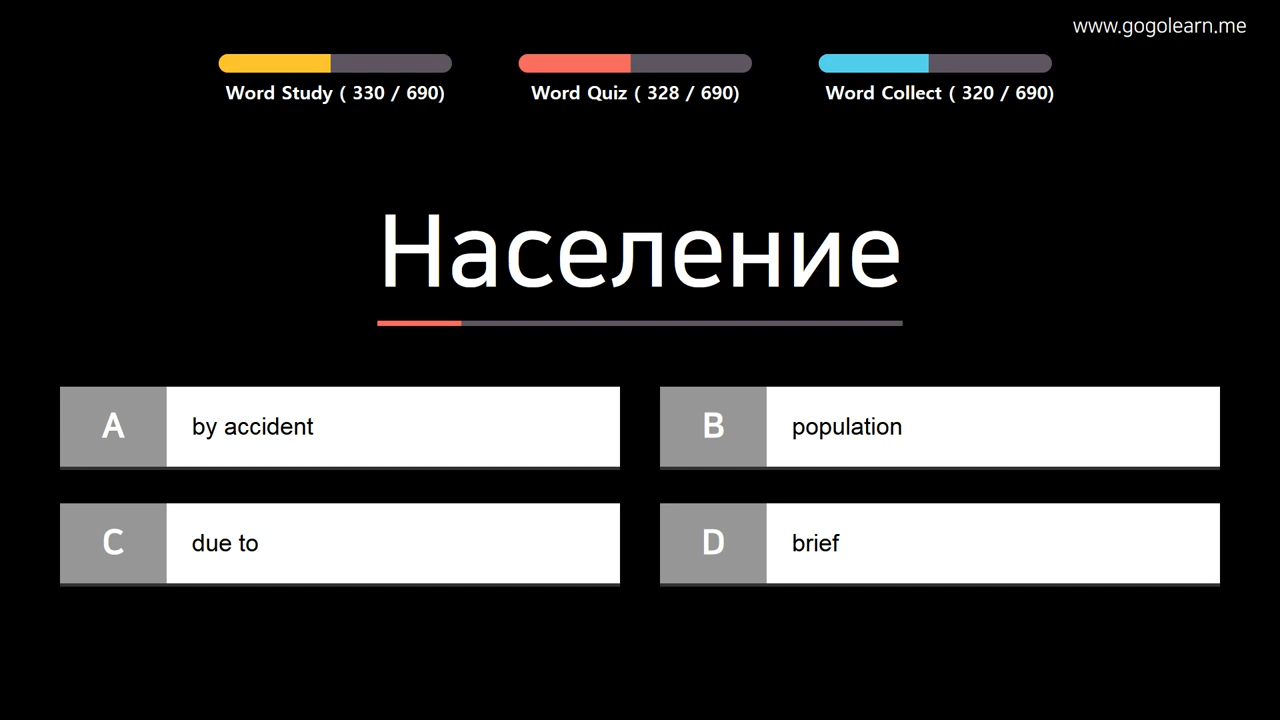 www.gogolearn.me
Word Study ( 330 / 690)
Word Quiz ( 328 / 690)
Word Collect ( 320 / 690)
Население
A
by accident
B
population
C
due to
D
brief